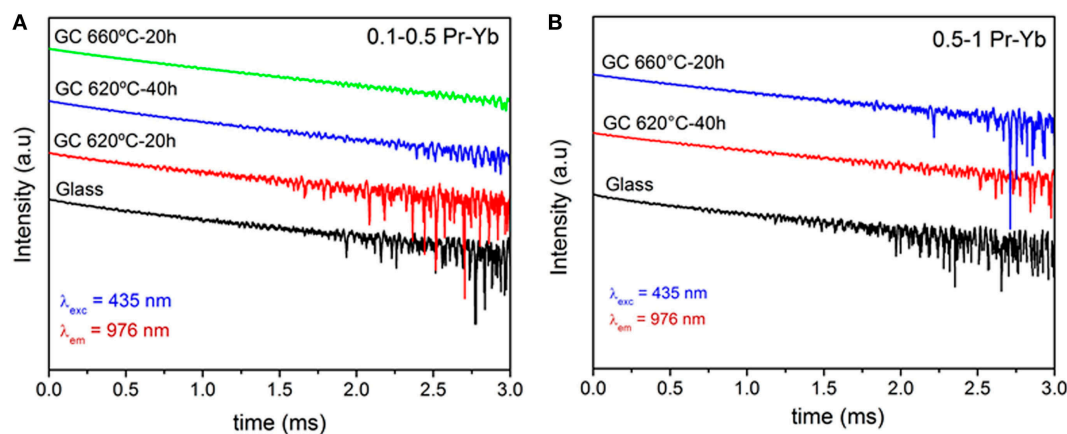 A
0.1-0.5 Pr-Yb
GC 660ºC-20h
GC 620ºC-40h
GC 620ºC-20h
Glass
λexc = 435 nm
λem = 976 nm
Intensity (a.u)
0.0 0.5 1.0 1.5 2.0 2.5 3.0
time (ms)
B
0.5-1 Pr-Yb
GC 660°C-20h
GC 620°C-40h
Glass
λexc = 435 nm
λem = 976 nm
Intensity (a.u)
0.0 0.5 1.0 1.5 2.0 2.5 3.0
time (ms)